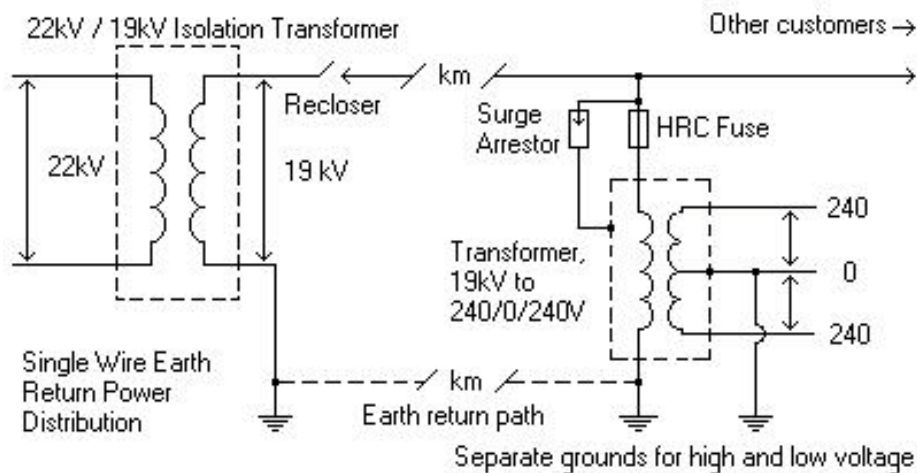 22kV / 19kV Isolation Transformer
Other customers →
km
Recloser
Surge
Arrestor
HRC Fuse
22kV
19 kV
240
Transformer,
19kV to
240/0/240V
0
240
Single Wire Earth
Return Power
Distribution
km
Earth return path
Separate grounds for high and low voltage